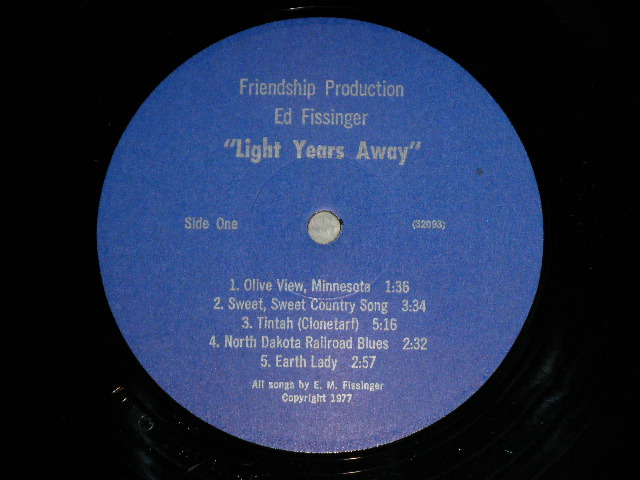 Friendship Production
Ed Fissinger
"Light Years Away"
Side One (32093)
1. Olive View, Minnesota 1:36
2. Sweet, Sweet Country Song 3:34
3. Tintah (Clonetarf) 5:16
4. North Dakota Railroad Blues 2:32
5. Earth Lady 2:57
All songs by E. M. Fissinger
Copyright 1977